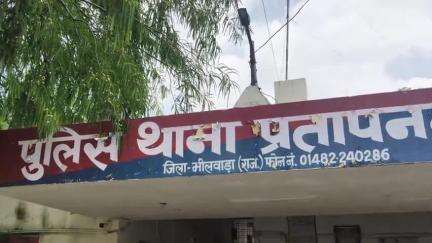 पुलिस थाना प्रतापन
जिला-भीलवाड़ा (राज.) फोन नं. 01482-240286